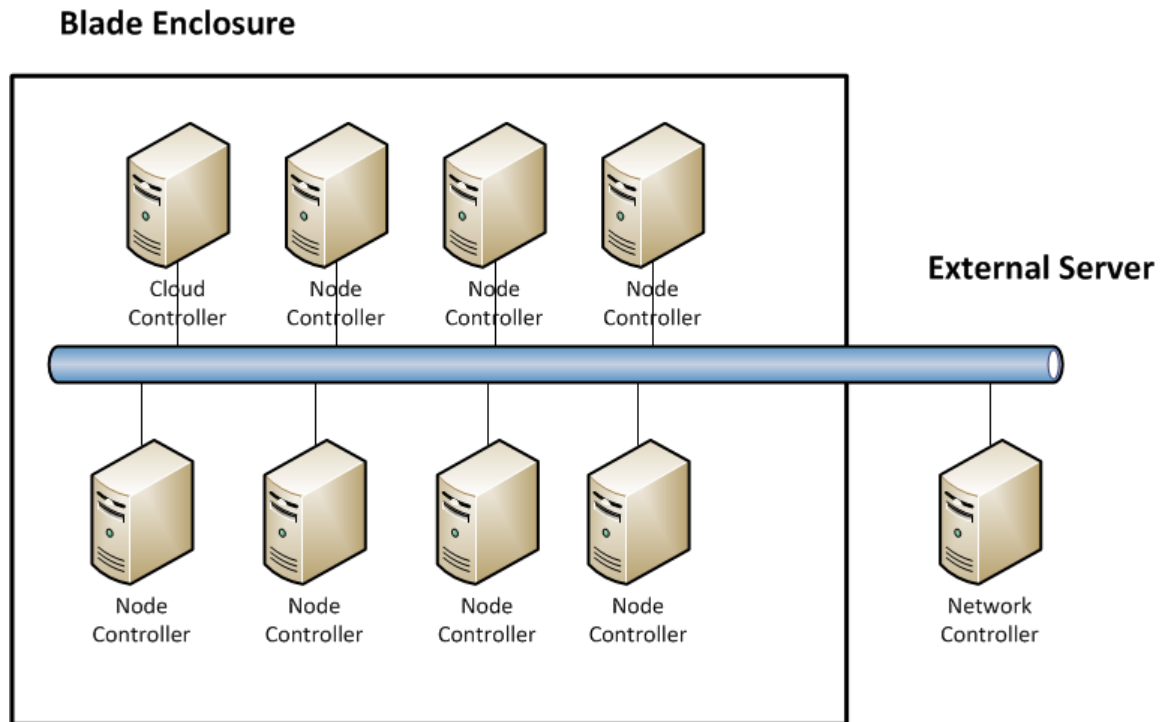 Blade Enclosure
Cloud
Controller
Node
Controller
Node
Controller
Node
Controller
External Server
Node
Controller
Node
Controller
Node
Controller
Node
Controller
Network
Controller